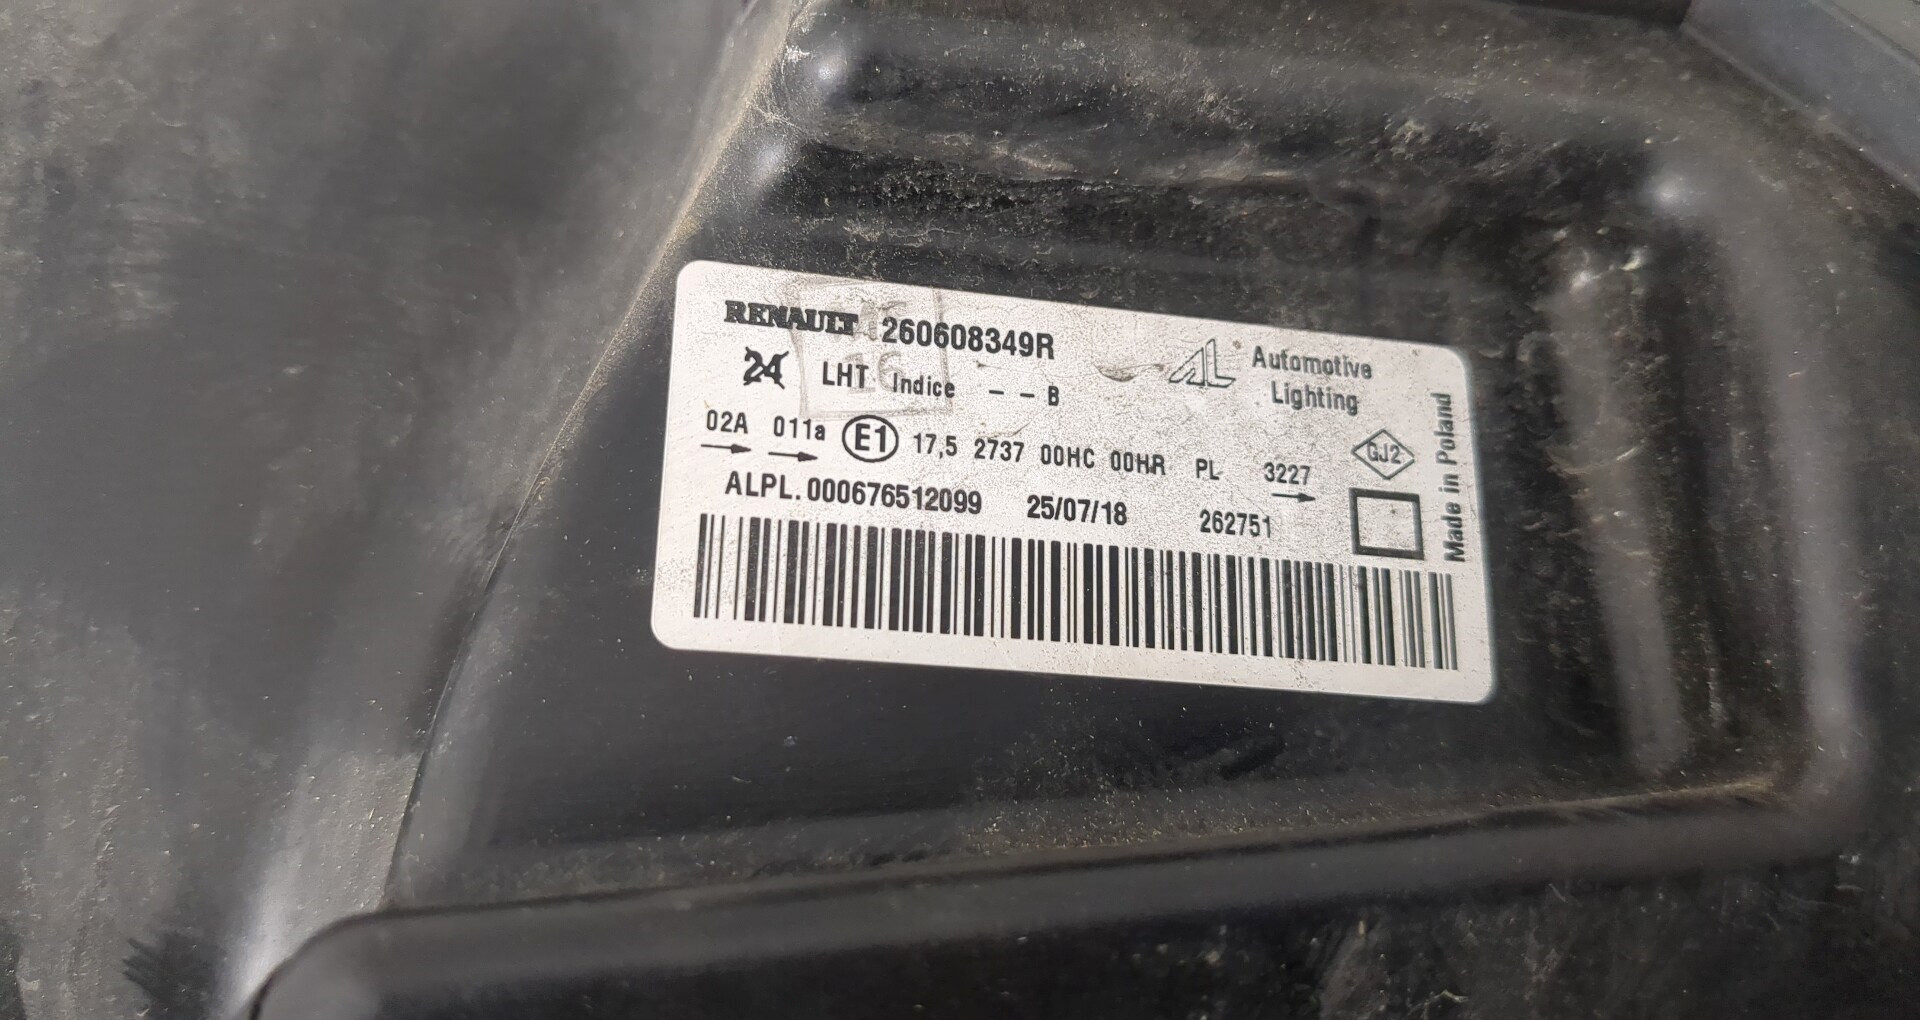 RENAULT 260608349R
24 LHT Indice - - B
AL Automotive Lighting
02A 011a E1 17,5 2737 00HC 00HR PL 3227
GJ2
ALPL.000676512099 25/07/18 262751
Made in Poland